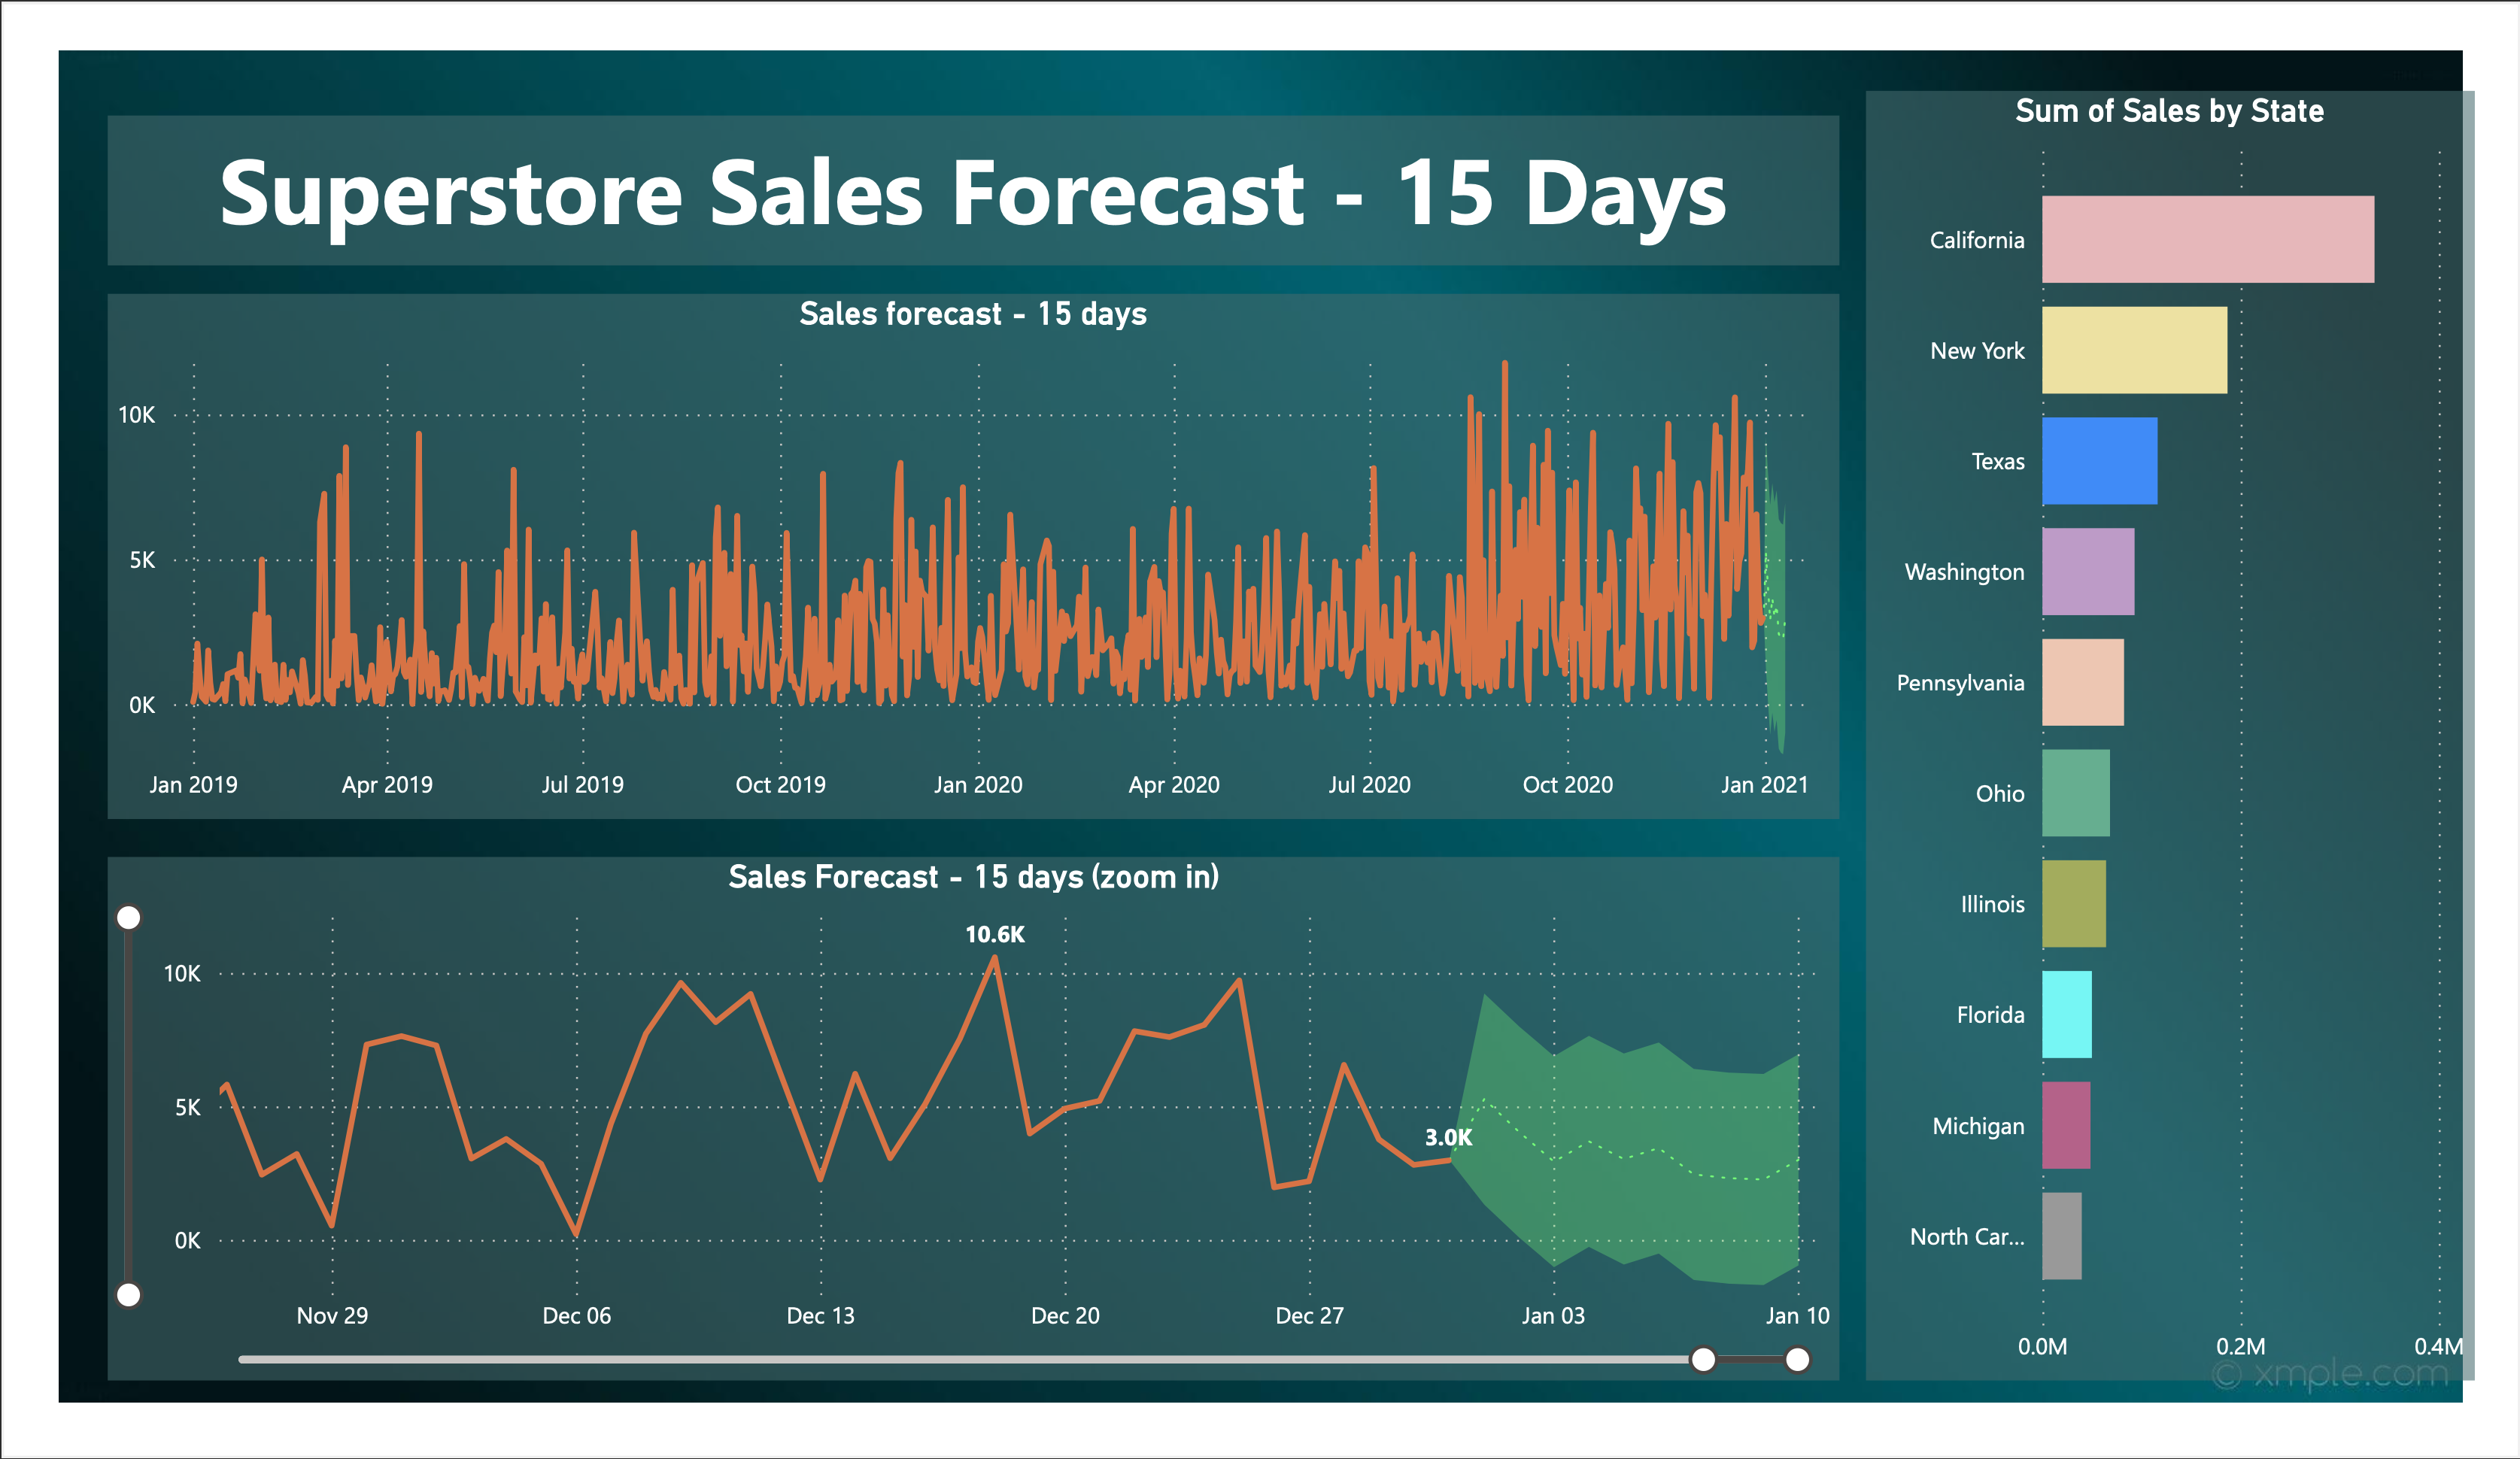 Superstore Sales Forecast - 15 Days
Sales forecast - 15 days
10K
5K
0K
Jan 2019 Apr 2019 Jul 2019 Oct 2019 Jan 2020 Apr 2020 Jul 2020 Oct 2020 Jan 2021
Sales Forecast - 15 days (zoom in)
10.6K
10K
5K
3.0K
0K
Nov 29 Dec 06 Dec 13 Dec 20 Dec 27 Jan 03 Jan 10
Sum of Sales by State
California
New York
Texas
Washington
Pennsylvania
Ohio
Illinois
Florida
Michigan
North Car...
0.0M 0.2M 0.4M
© xmple.com